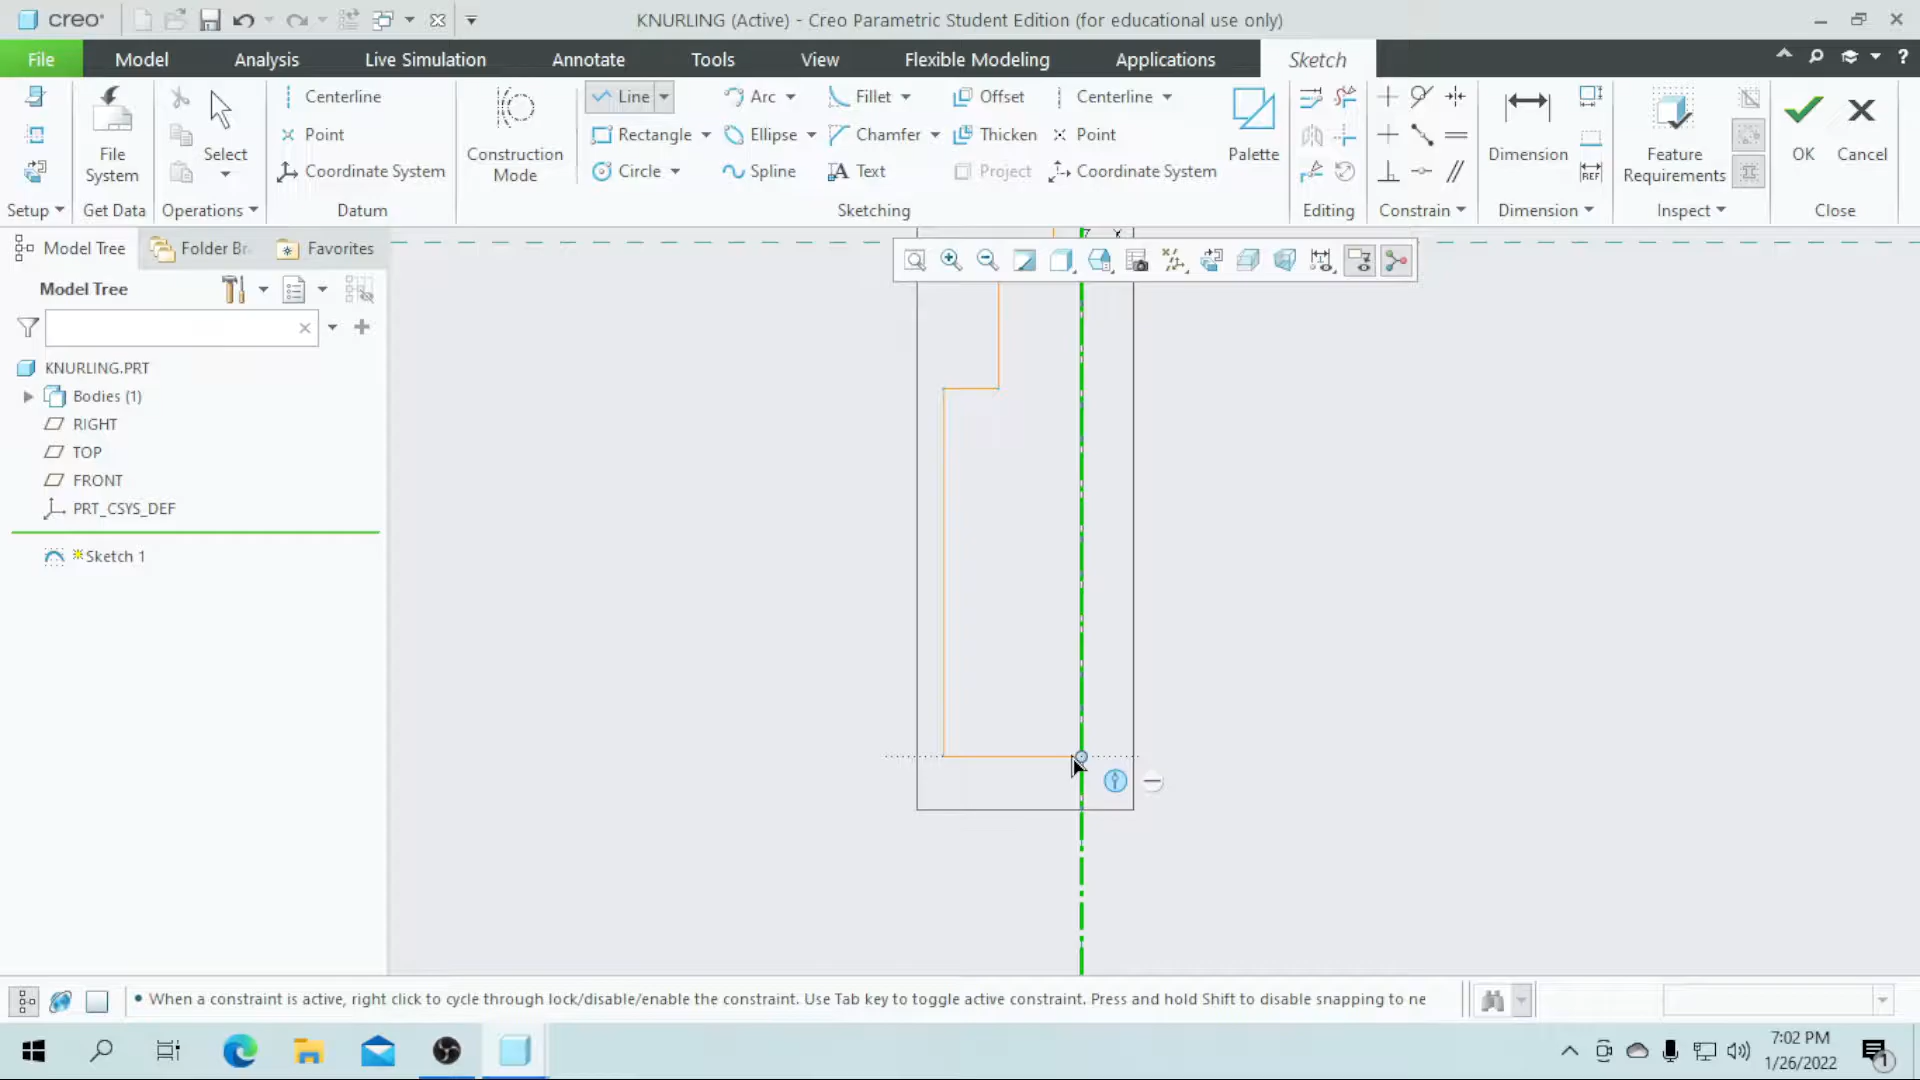 creo
KNURLING (Active) - Creo Parametric Student Edition (for educational use only)
File Model Analysis Live Simulation Annotate Tools View Flexible Modeling Applications Sketch
Centerline Line Arc Fillet Offset Centerline
Point Rectangle Ellipse Chamfer Thicken Point
File System Select Coordinate System Construction Mode Circle Spline Text Project Coordinate System Palette Dimension REF Feature Requirements OK Cancel
Setup Get Data Operations Datum Sketching Editing Constrain Dimension Inspect Close
Model Tree Folder Br Favorites
Model Tree
KNURLING.PRT
Bodies (1)
RIGHT
TOP
FRONT
PRT_CSYS_DEF
Sketch 1
• When a constraint is active, right click to cycle through lock/disable/enable the constraint. Use Tab key to toggle active constraint. Press and hold Shift to disable snapping to ne
7:02 PM
1/26/2022
1